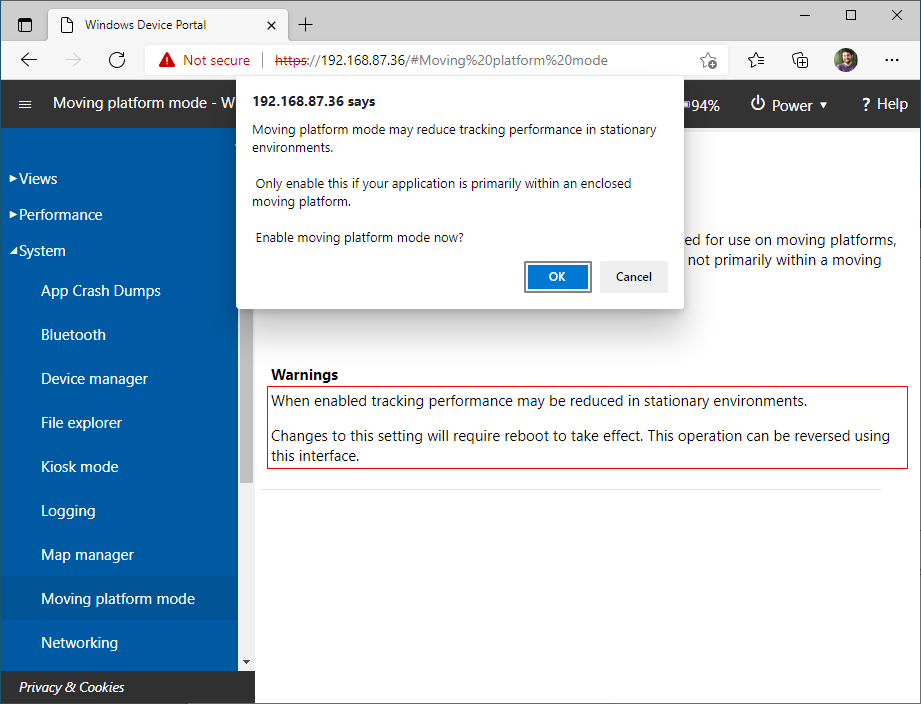 Windows Device Portal
Not secure
https://192.168.87.36/#Moving%20platform%20mode
Moving platform mode - W
94%
Power
? Help
192.168.87.36 says
Moving platform mode may reduce tracking performance in stationary
environments.
Only enable this if your application is primarily within an enclosed
moving platform.
Enable moving platform mode now?
OK
Cancel
Views
Performance
System
App Crash Dumps
Bluetooth
Device manager
File explorer
Kiosk mode
Logging
Map manager
Moving platform mode
Networking
Privacy & Cookies
ed for use on moving platforms,
not primarily within a moving
Warnings
When enabled tracking performance may be reduced in stationary environments.
Changes to this setting will require reboot to take effect. This operation can be reversed using
this interface.